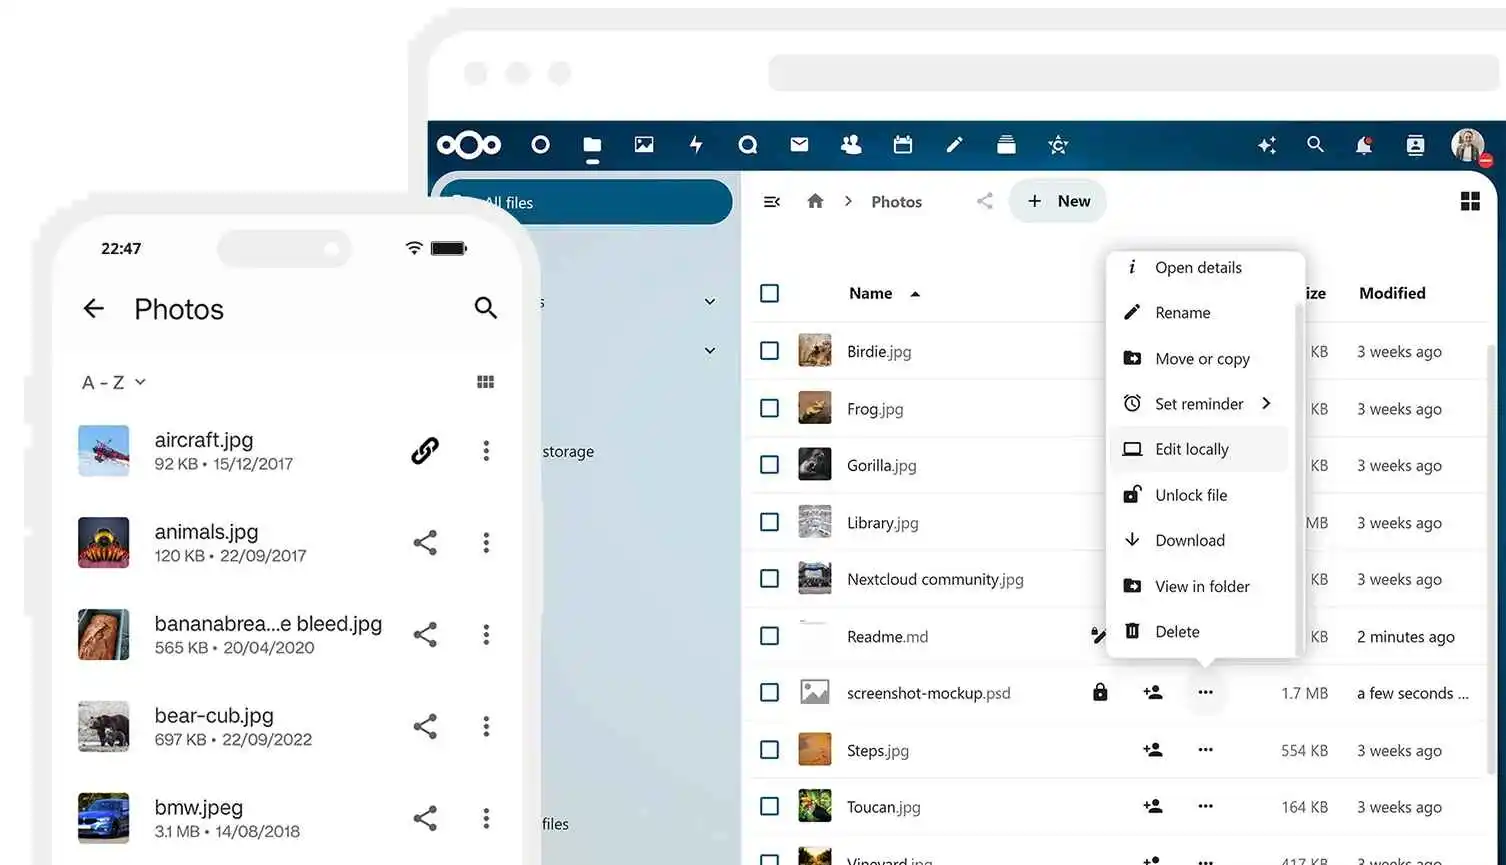 All files
storage
files
Photos
+ New
Name
ize
Modified
Birdie.jpg
KB
3 weeks ago
Frog.jpg
KB
3 weeks ago
Gorilla.jpg
KB
3 weeks ago
Library.jpg
MB
3 weeks ago
Nextcloud community.jpg
KB
3 weeks ago
Readme.md
KB
2 minutes ago
screenshot-mockup.psd
1.7 MB
a few seconds ...
Steps.jpg
554 KB
3 weeks ago
Toucan.jpg
164 KB
3 weeks ago
Vineyard.jpg
417 KB
3 weeks ago
Open details
Rename
Move or copy
Set reminder
Edit locally
Unlock file
Download
View in folder
Delete
22:47
Photos
A - Z
aircraft.jpg
92 KB • 15/12/2017
animals.jpg
120 KB • 22/09/2017
bananabrea...e bleed.jpg
565 KB • 20/04/2020
bear-cub.jpg
697 KB • 22/09/2022
bmw.jpeg
3.1 MB • 14/08/2018